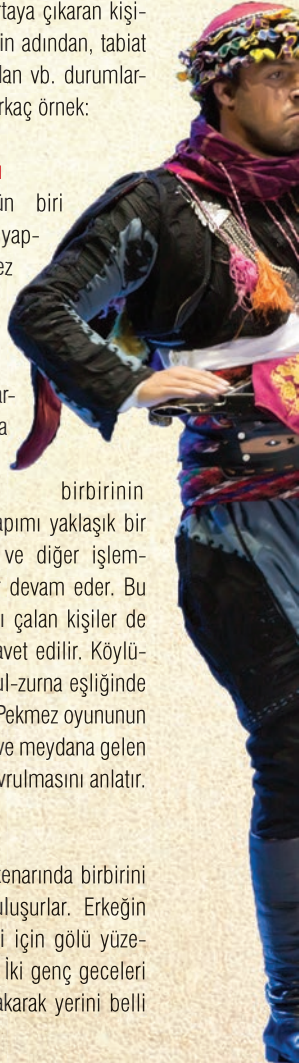 rtaya çıkaran kişi-
in adından, tabiat
lan vb. durumlar-
rkaç örnek:
ün biri
yap-
ez
ar-
a
birbirinin
apımı yaklaşık bir
ve diğer işlem-
devam eder. Bu
ı çalan kişiler de
avet edilir. Köylü-
ul-zurna eşliğinde
Pekmez oyununun
ve meydana gelen
vrulmasını anlatır.
kenarında birbirini
uluşurlar. Erkeğin
i için gölü yüze-
İki genç geceleri
akarak yerini belli